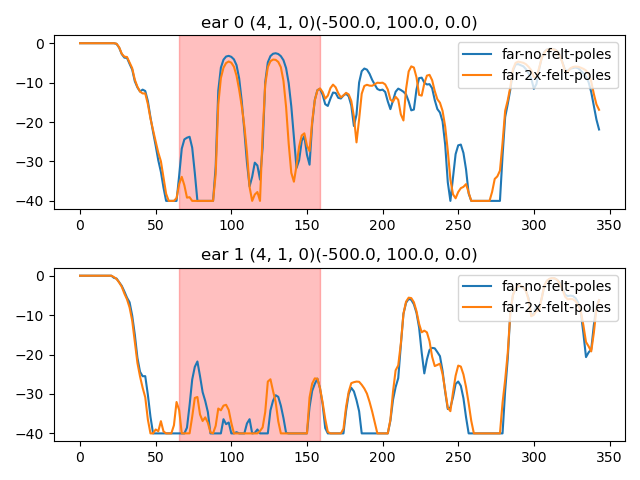 ear 0 (4, 1, 0)(-500.0, 100.0, 0.0)
0
−10
−20
−30
−40
far-no-felt-poles
far-2x-felt-poles
0 50 100 150 200 250 300 350
ear 1 (4, 1, 0)(-500.0, 100.0, 0.0)
0
−10
−20
−30
−40
far-no-felt-poles
far-2x-felt-poles
0 50 100 150 200 250 300 350